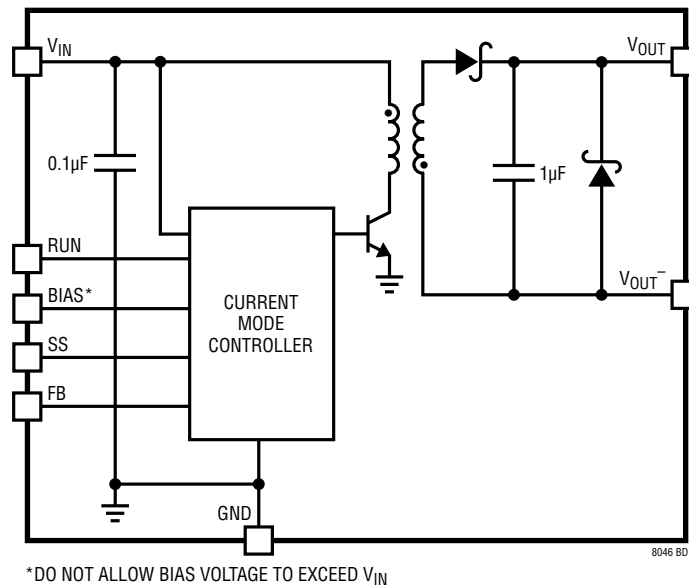 V_IN
V_OUT
0.1µF
1µF
RUN
BIAS*
V_OUT⁻
CURRENT
MODE
CONTROLLER
SS
FB
GND
8046 BD
*DO NOT ALLOW BIAS VOLTAGE TO EXCEED V_IN